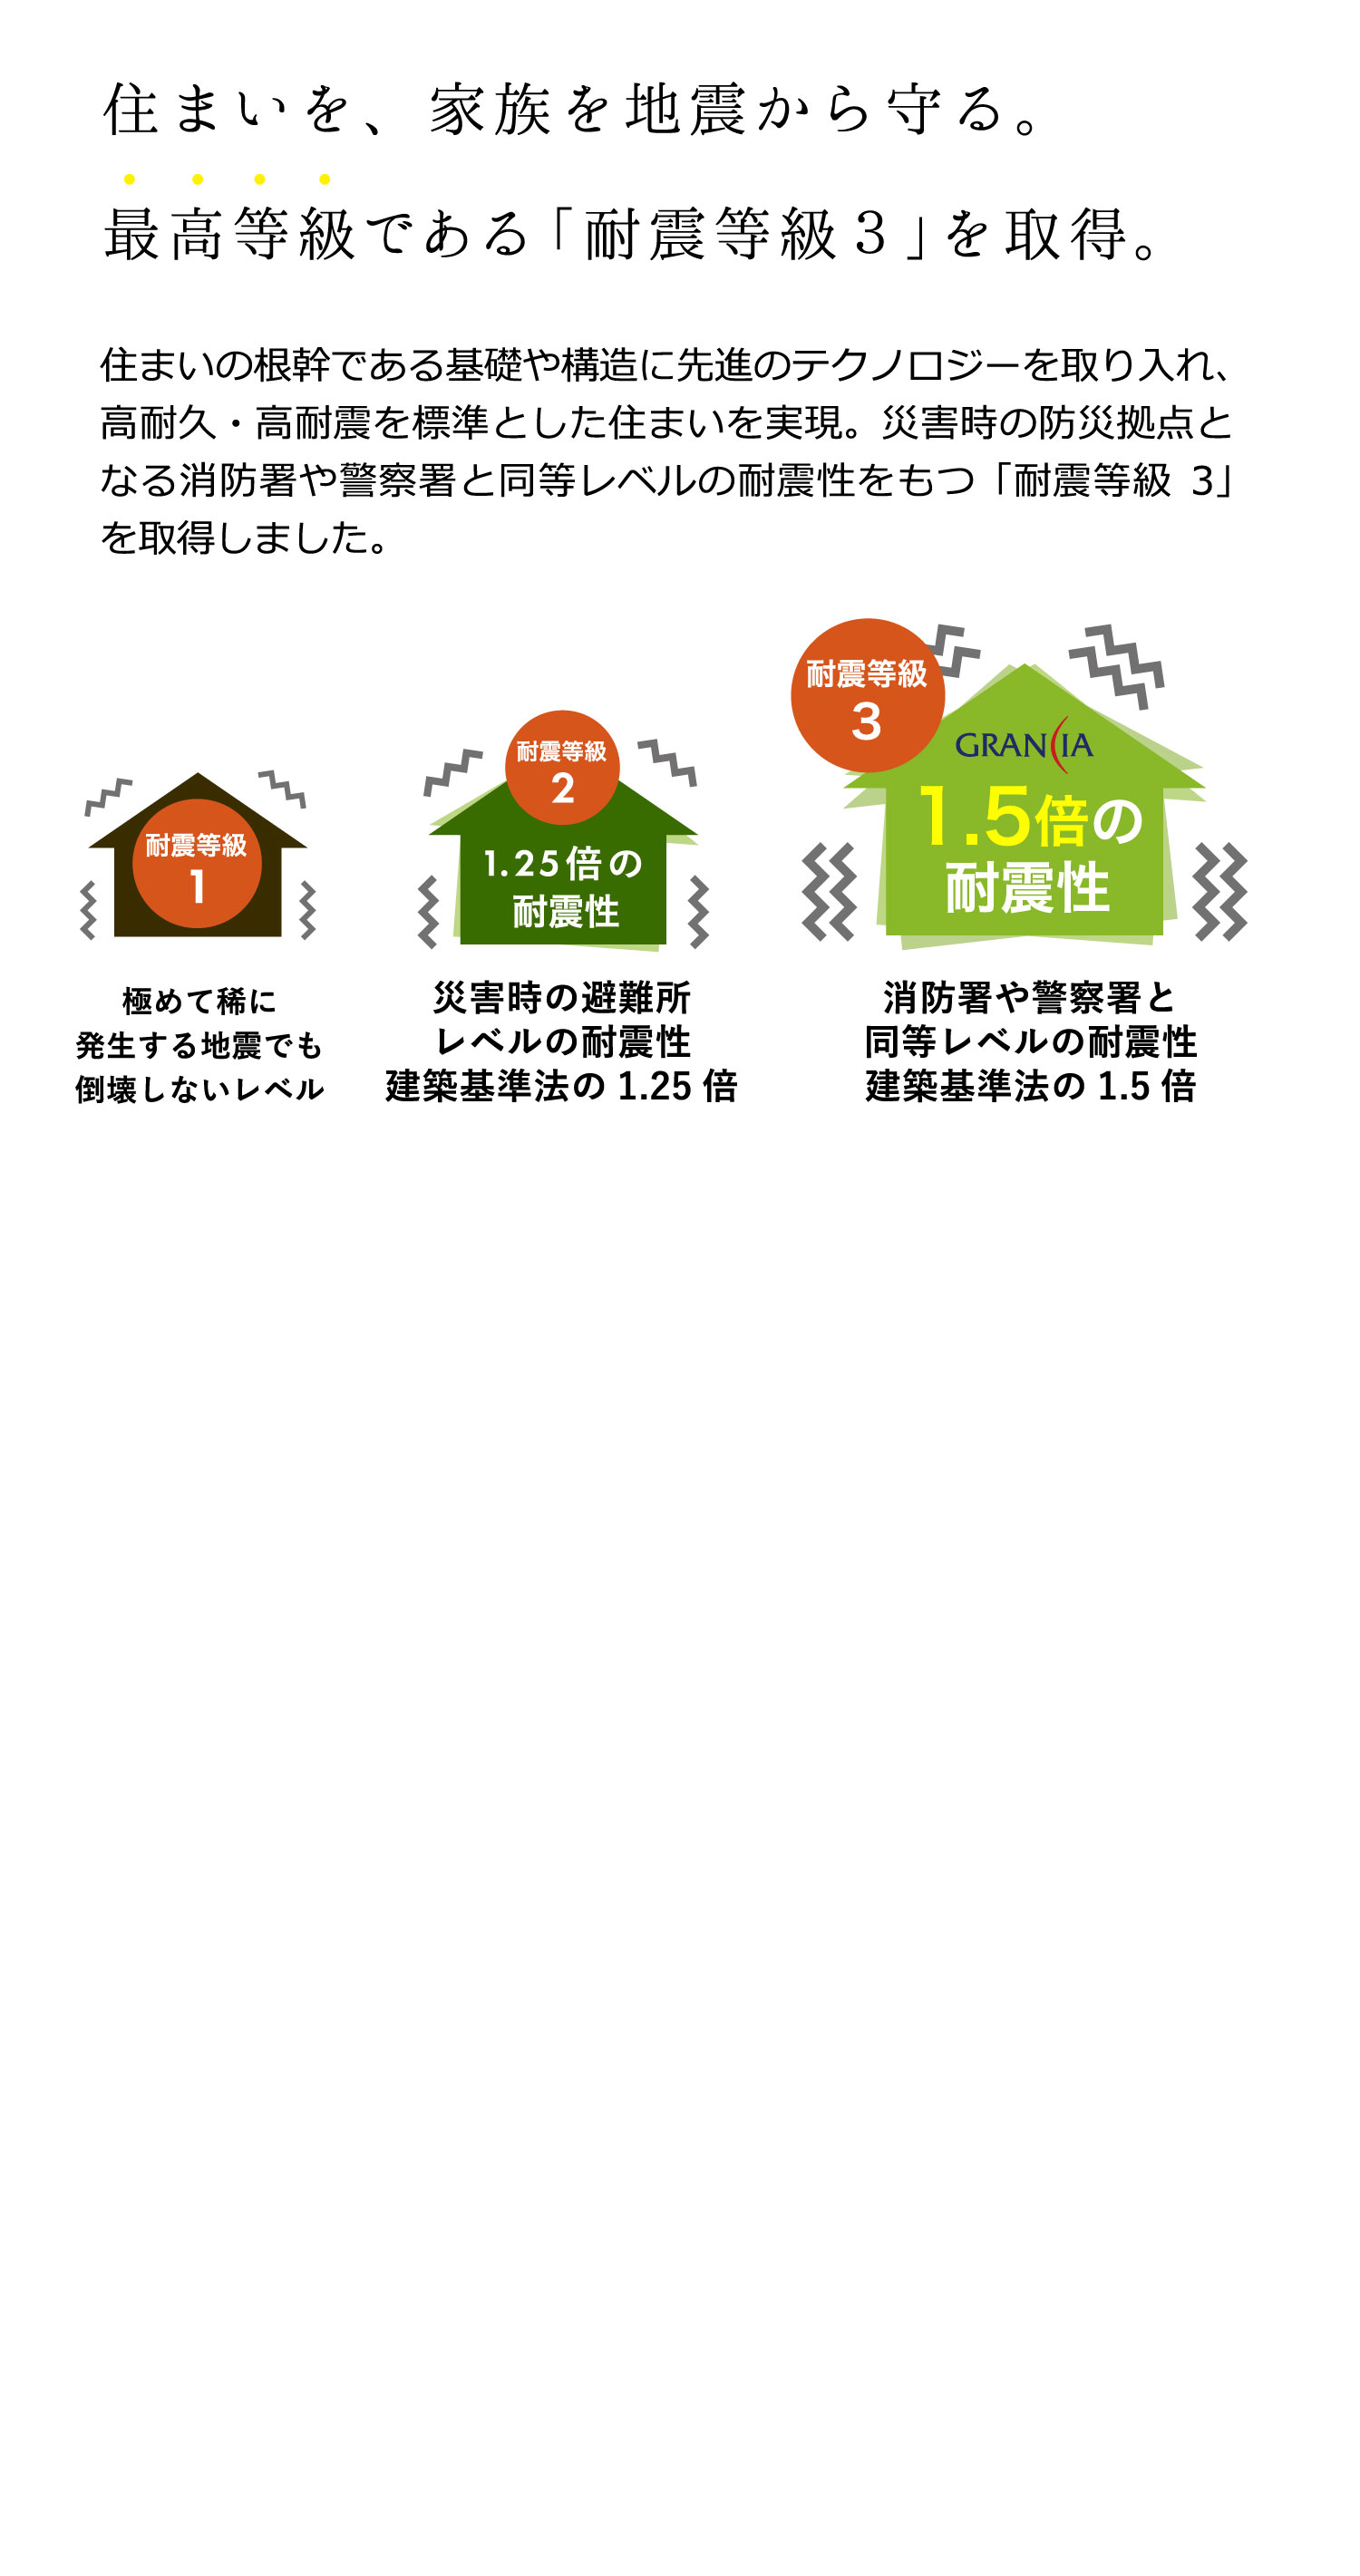 住まいを、家族を地震から守る。
最高等級である「耐震等級３」を取得。
住まいの根幹である基礎や構造に先進のテクノロジーを取り入れ、
高耐久・高耐震を標準とした住まいを実現。災害時の防災拠点と
なる消防署や警察署と同等レベルの耐震性をもつ「耐震等級 3」
を取得しました。
耐震等級
1
極めて稀に
発生する地震でも
倒壊しないレベル
耐震等級
2
1.25倍の
耐震性
災害時の避難所
レベルの耐震性
建築基準法の 1.25 倍
耐震等級
3
GRANCIA
1.5倍の
耐震性
消防署や警察署と
同等レベルの耐震性
建築基準法の 1.5 倍